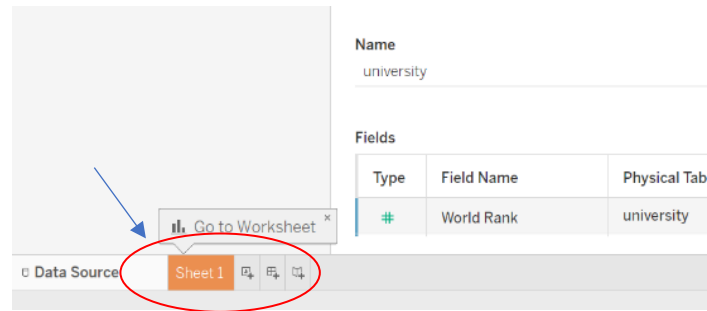 Name
university
Fields
Type Field Name Physical Tab
# World Rank university
Go to Worksheet ×
Data Source Sheet 1